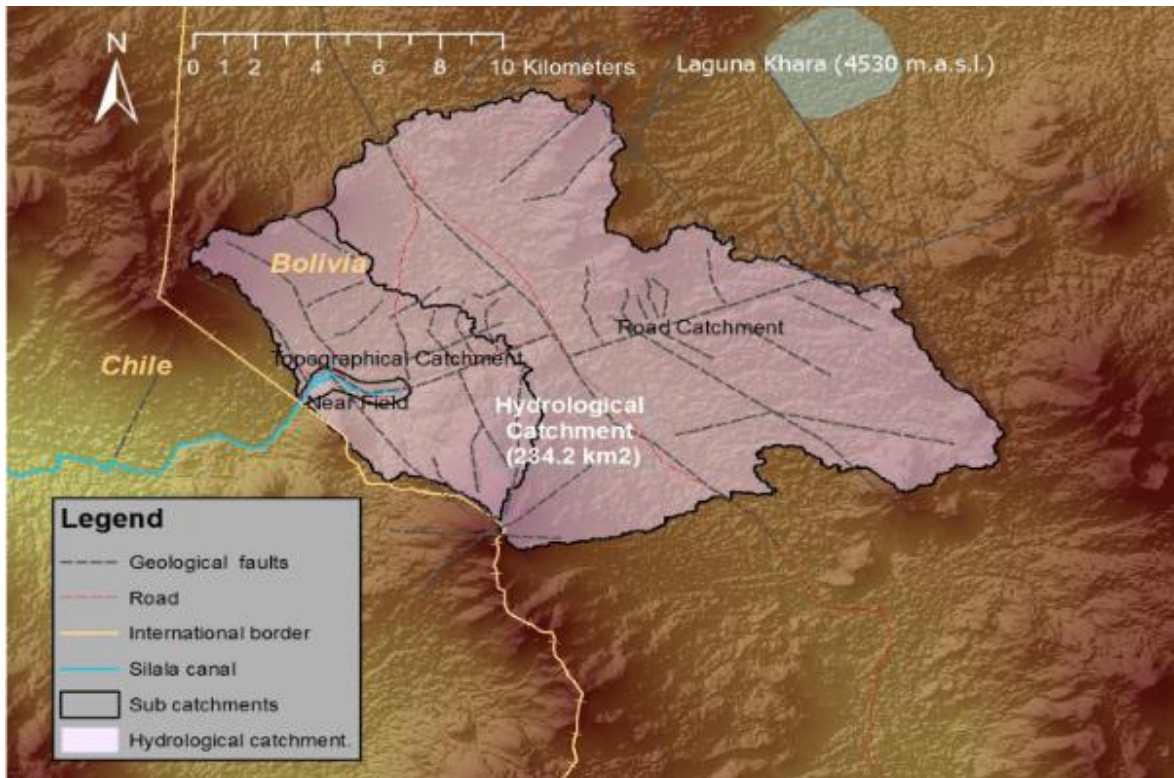 N
0 1 2 4 6 8 10 Kilometers
Laguna Khara (4530 m.a.s.l.)
Bolivia
Road Catchment
Chile
Topographical Catchment
Near Field
Hydrological
Catchment
(234.2 km2)
Legend
Geological faults
Road
International border
Silala canal
Sub catchments
Hydrological catchment.